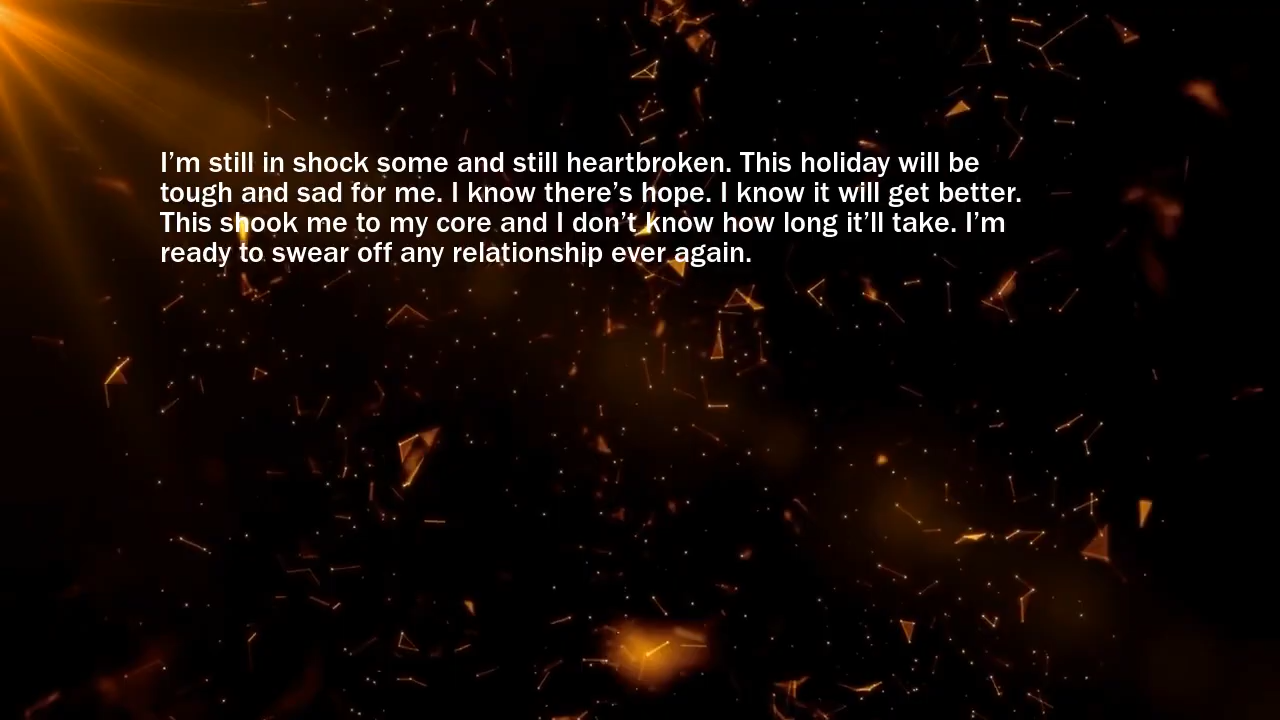 I’m still in shock some and still heartbroken. This holiday will be
tough and sad for me. I know there’s hope. I know it will get better.
This shook me to my core and I don’t know how long it’ll take. I’m
ready to swear off any relationship ever again.